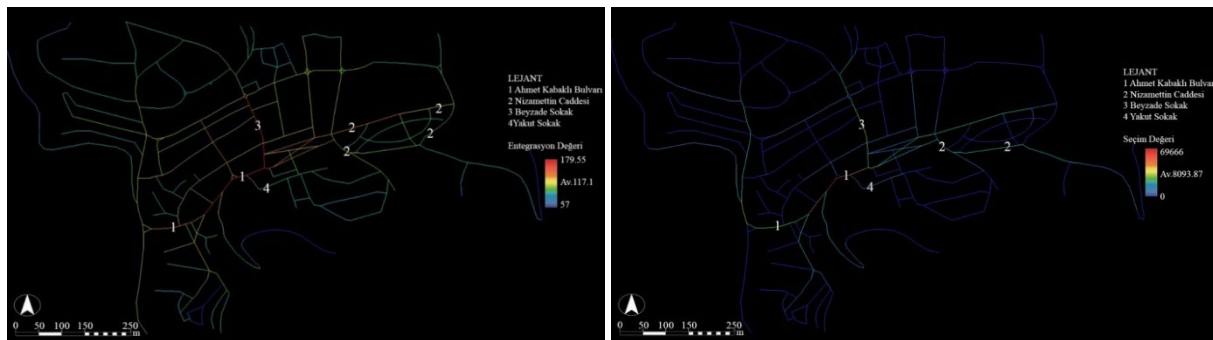 LEJANT
1 Ahmet Kabaklı Bulvarı
2 Nizamettin Caddesi
3 Beyzade Sokak
4Yakut Sokak
Entegrasyon Değeri
179.55
Av.117.1
57
3
2
2
2
2
1
4
1
0 50 100 150 250
m
LEJANT
1 Ahmet Kabaklı Bulvarı
2 Nizamettin Caddesi
3 Beyzade Sokak
4 Yakut Sokak
Seçim Değeri
69666
Av.8093.87
0
3
2
2
1
4
1
0 50 100 150 250
m